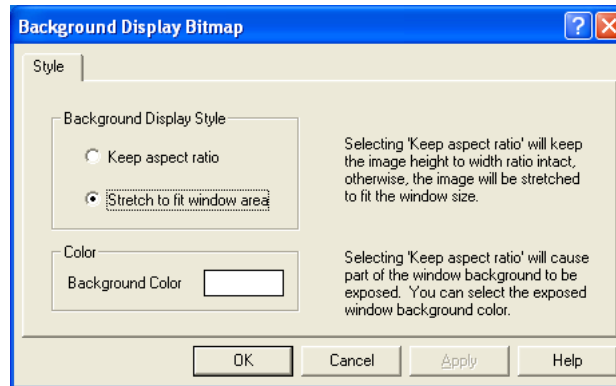 Background Display Bitmap
?
Style
Background Display Style
Keep aspect ratio
Stretch to fit window area
Selecting 'Keep aspect ratio' will keep
the image height to width ratio intact,
otherwise, the image will be stretched
to fit the window size.
Color
Background Color
Selecting 'Keep aspect ratio' will cause
part of the window background to be
exposed. You can select the exposed
window background color.
OK
Cancel
Apply
Help